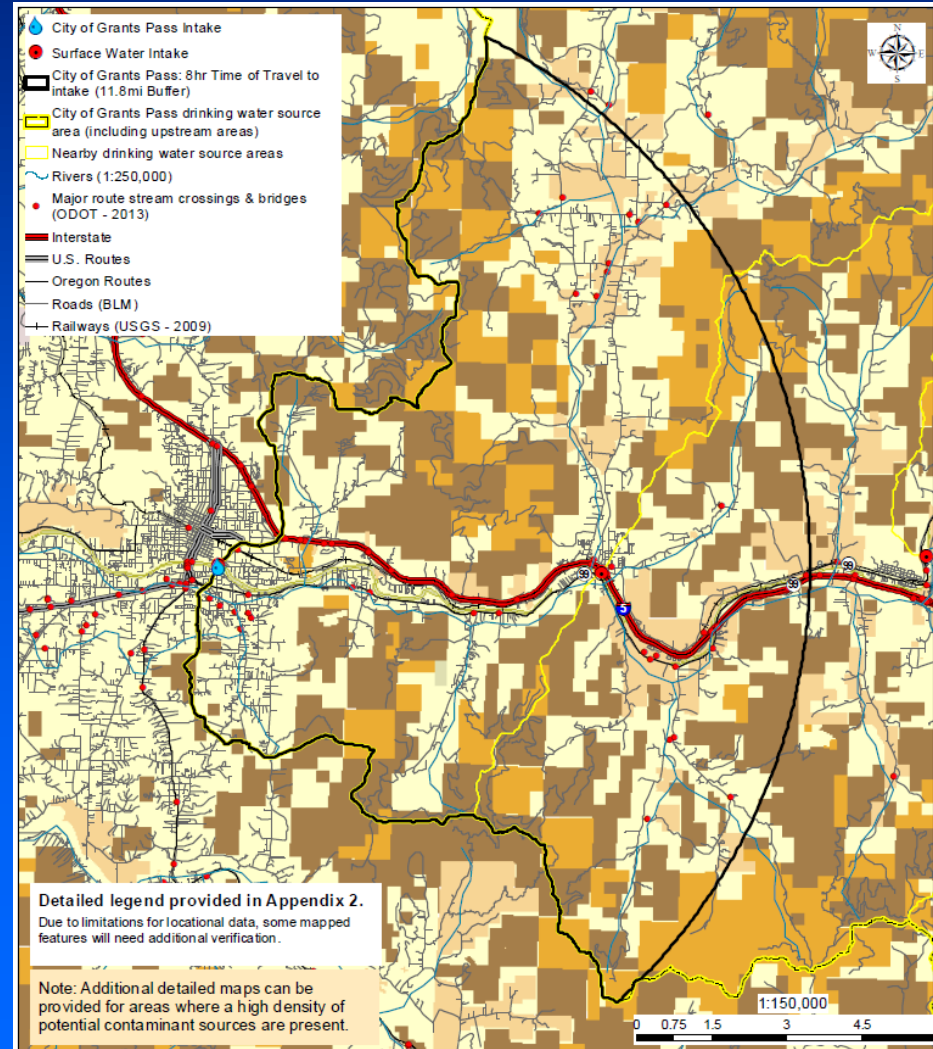 City of Grants Pass Intake
Surface Water Intake
City of Grants Pass: 8hr Time of Travel to
intake (11.8mi Buffer)
City of Grants Pass drinking water source
area (including upstream areas)
Nearby drinking water source areas
Rivers (1:250,000)
Major route stream crossings & bridges
(ODOT - 2013)
Interstate
U.S. Routes
Oregon Routes
Roads (BLM)
Railways (USGS - 2009)
N
W E
S
99
5
99
99
Detailed legend provided in Appendix 2.
Due to limitations for locational data, some mapped
features will need additional verification.
Note: Additional detailed maps can be
provided for areas where a high density of
potential contaminant sources are present.
1:150,000
0 0.75 1.5 3 4.5